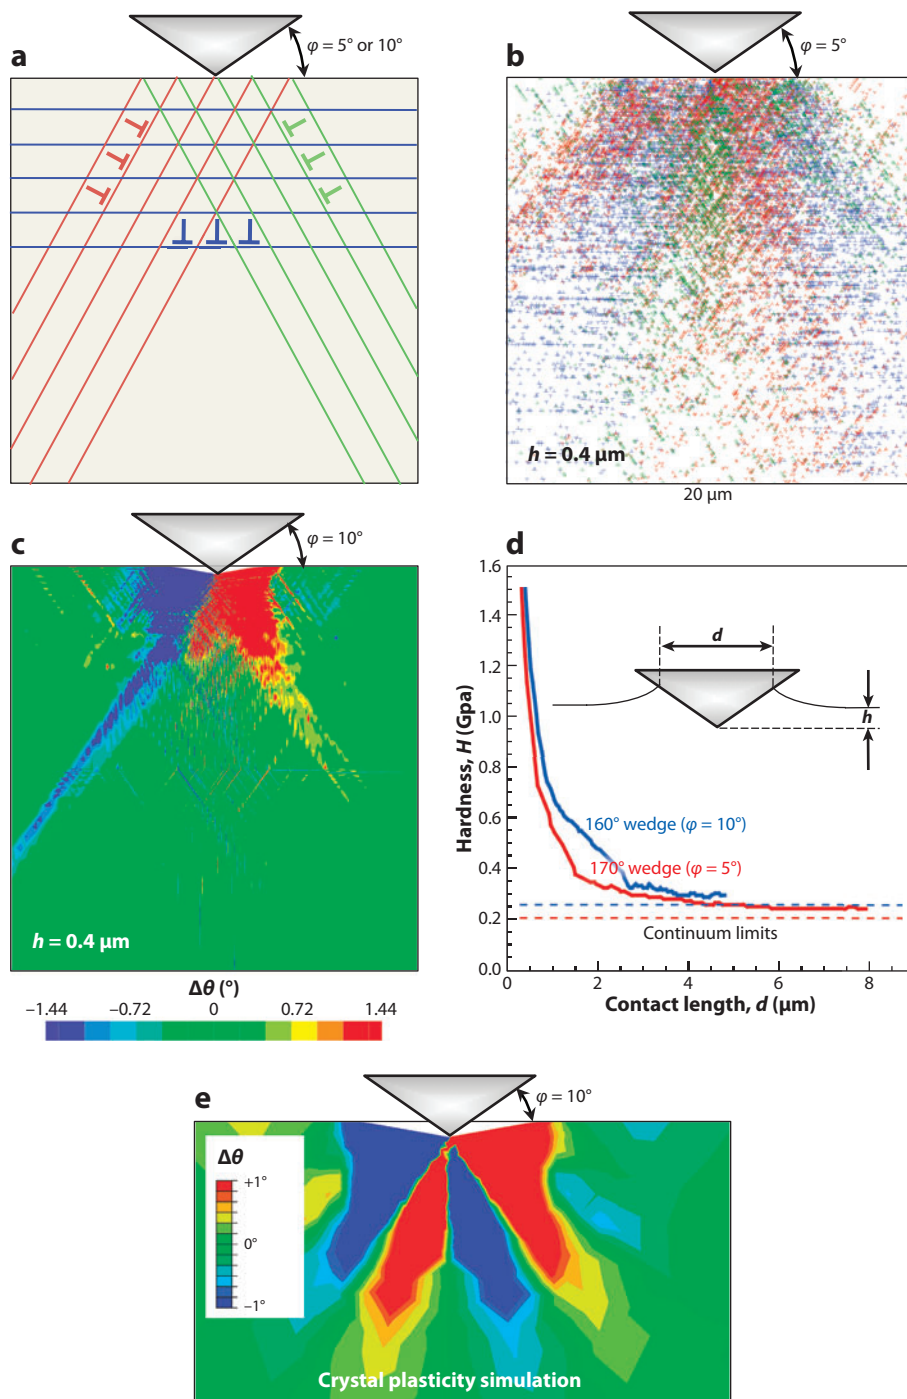 a
φ = 5° or 10°
b
φ = 5°
h = 0.4 μm
20 μm
c
φ = 10°
h = 0.4 μm
Δθ (°)
−1.44
−0.72
0
0.72
1.44
d
1.6
1.4
1.2
1.0
0.8
0.6
0.4
0.2
0.0
Hardness, H (Gpa)
d
h
160° wedge (φ = 10°)
170° wedge (φ = 5°)
Continuum limits
0
2
4
6
8
Contact length, d (μm)
e
φ = 10°
Δθ
+1°
0°
−1°
Crystal plasticity simulation